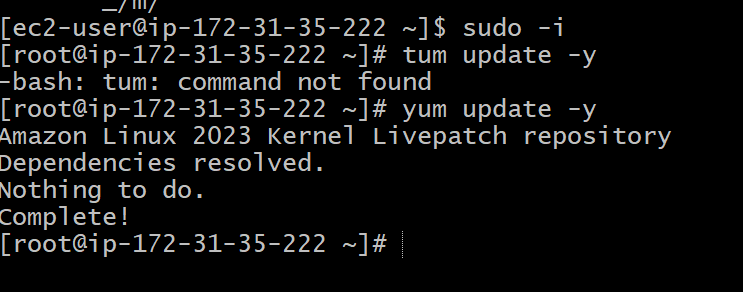 _/m/
[ec2-user@ip-172-31-35-222 ~]$ sudo -i
[root@ip-172-31-35-222 ~]# tum update -y
-bash: tum: command not found
[root@ip-172-31-35-222 ~]# yum update -y
Amazon Linux 2023 Kernel Livepatch repository
Dependencies resolved.
Nothing to do.
Complete!
[root@ip-172-31-35-222 ~]#